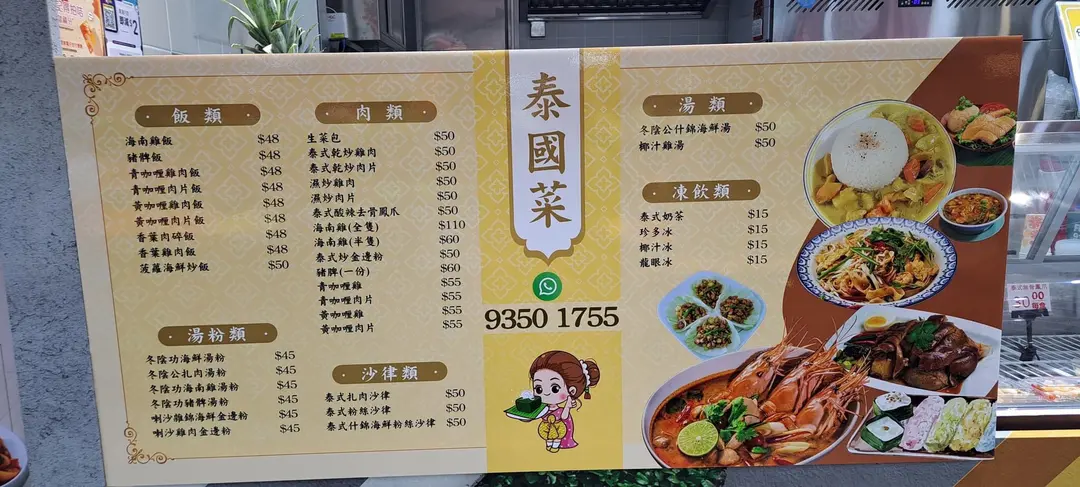 飯類
海南雞飯 $48
豬髀飯 $48
青咖喱雞肉飯 $48
青咖喱肉片飯 $48
黃咖喱雞肉飯 $48
黃咖喱肉片飯 $48
香葉肉碎飯 $48
香葉雞肉飯 $48
菠蘿海鮮炒飯 $50
湯粉類
冬陰功海鮮湯粉 $45
冬陰公扎肉湯粉 $45
冬陰功海南雞湯粉 $45
冬陰功豬髀湯粉 $45
喇沙雜錦海鮮金邊粉 $45
喇沙雞肉金邊粉 $45
肉類
生菜包 $50
泰式乾炒雞肉 $50
泰式乾炒肉片 $50
濕炒雞肉 $50
濕炒肉片 $50
泰式酸辣去骨鳳爪 $50
海南雞(全隻) $110
海南雞(半隻) $60
泰式炒金邊粉 $50
豬髀(一份) $60
青咖喱雞 $55
青咖喱肉片 $55
黃咖喱雞 $55
黃咖喱肉片 $55
沙律類
泰式扎肉沙律 $50
泰式粉絲沙律 $50
泰式什錦海鮮粉絲沙律 $50
泰國菜
9350 1755
湯類
冬陰公什錦海鮮湯 $50
椰汁雞湯 $50
凍飲類
泰式奶茶 $15
珍多冰 $15
椰汁冰 $15
龍眼冰 $15